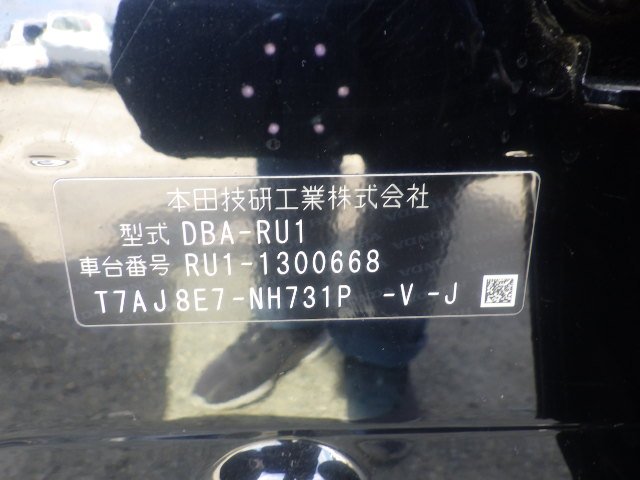 本田技研工業株式会社
型式 DBA-RU1
車台番号 RU1-1300668
T7AJ8E7-NH731P -V -J